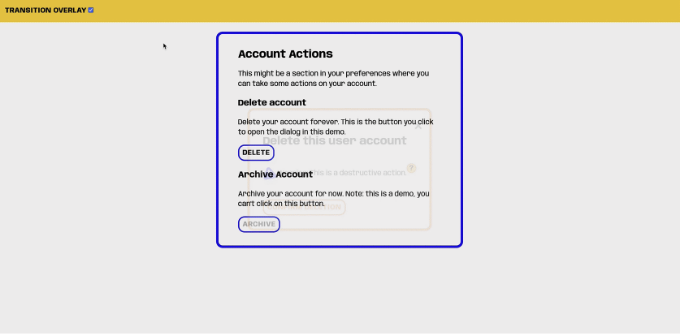 TRANSITION OVERLAY
Account Actions
This might be a section in your preferences where you
can take some actions on your account.
Delete account
Delete your account forever. This is the button you click
to open the dialog in this demo.
Delete this user account
DELETE
This is a destructive action. ?
Archive Account
Archive your account for now. Note: this is a demo, you
can't click on this button.
ARCHIVE